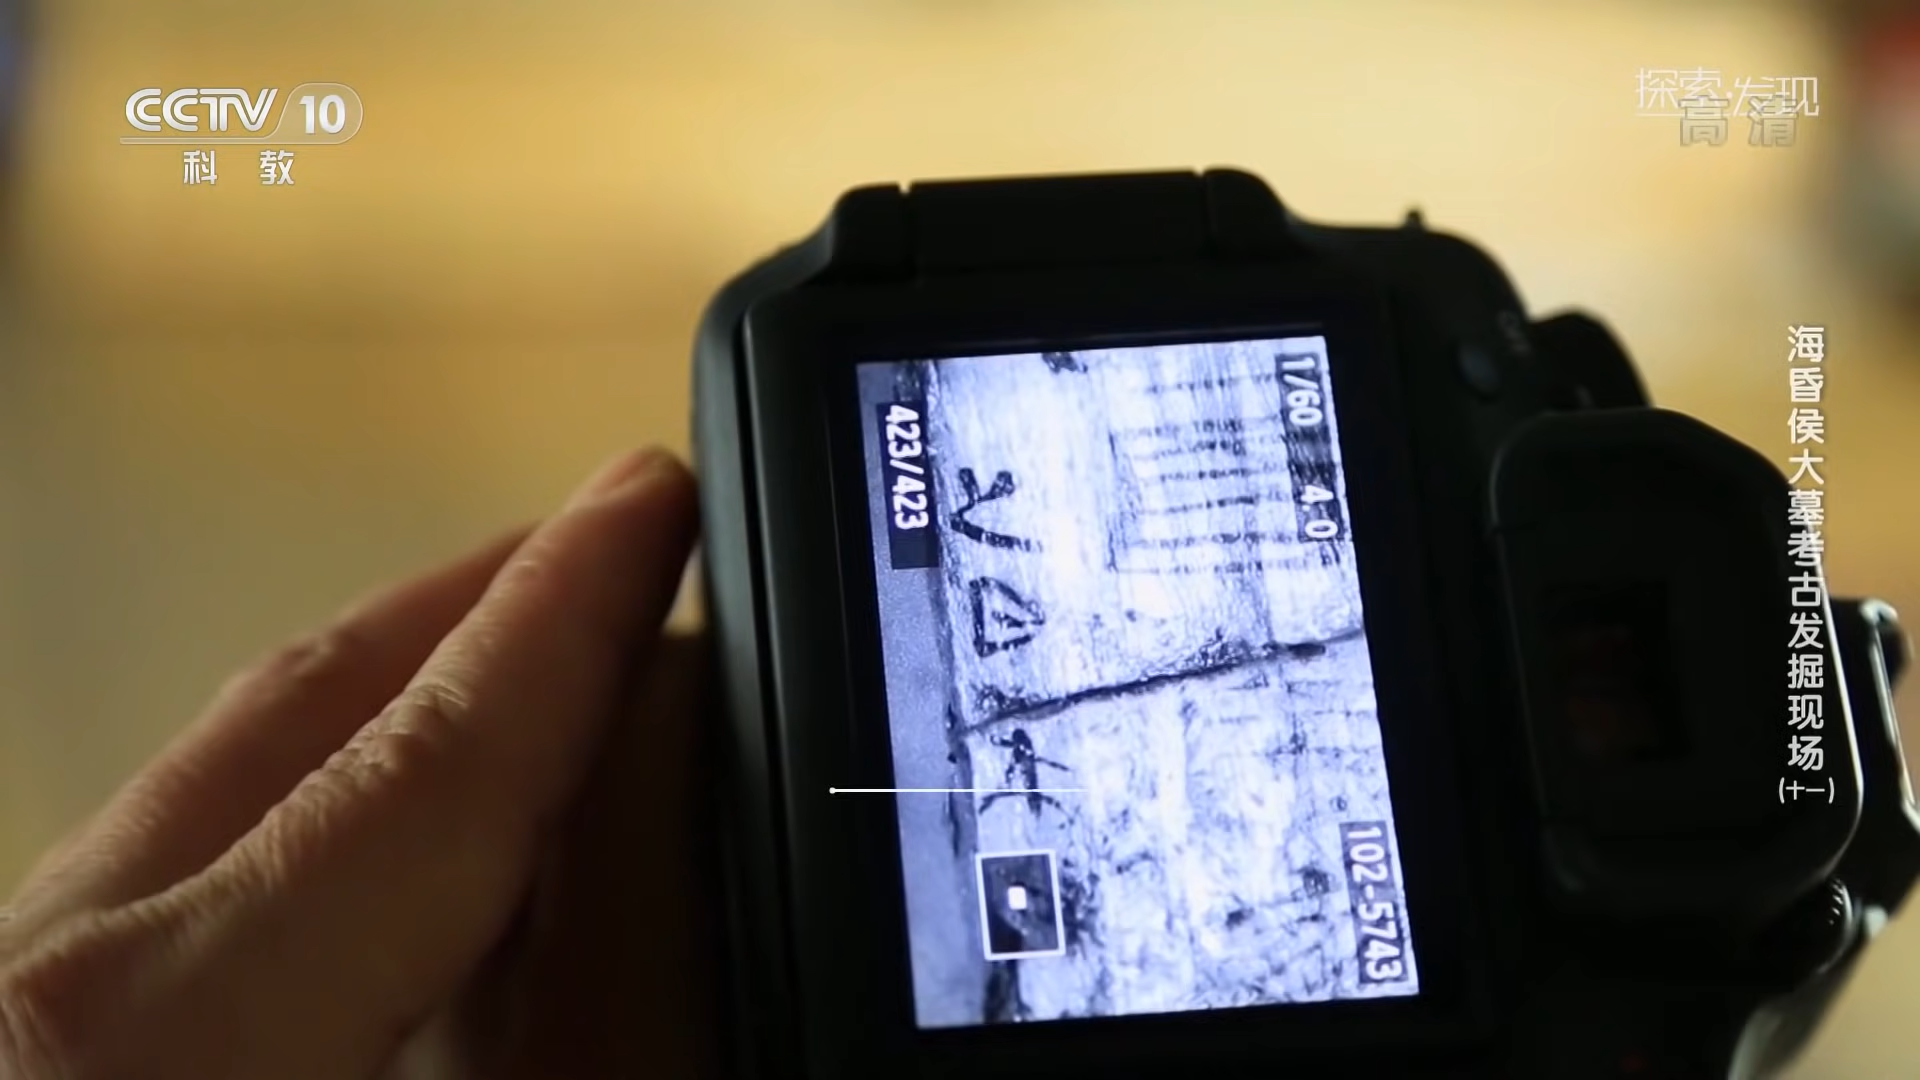 CCTV 10
科 教
探索·发现
高清
海昏侯大墓考古发掘现场
(十一)
1/60 4.0
423/423
102-5743